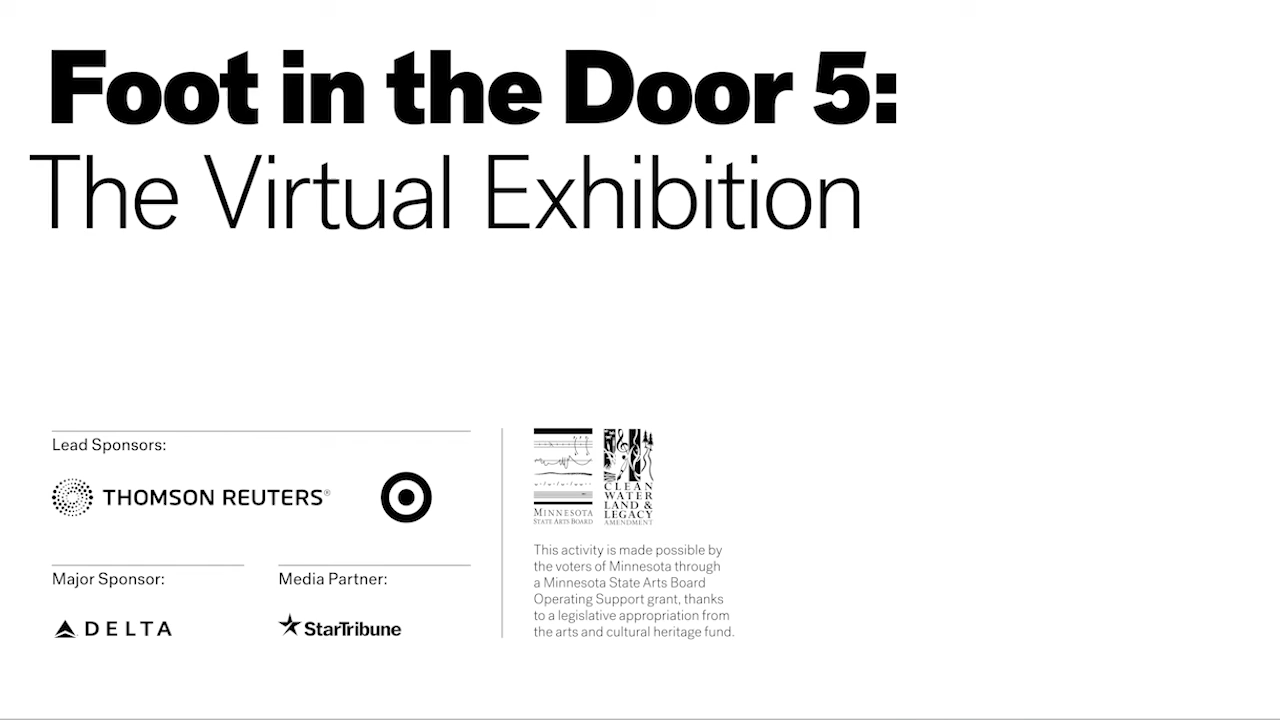 Foot in the Door 5:
The Virtual Exhibition
Lead Sponsors:
THOMSON REUTERS®
Major Sponsor:
DELTA
Media Partner:
StarTribune
MINNESOTA
STATE ARTS BOARD
CLEAN
WATER
LAND &
LEGACY
AMENDMENT
This activity is made possible by
the voters of Minnesota through
a Minnesota State Arts Board
Operating Support grant, thanks
to a legislative appropriation from
the arts and cultural heritage fund.